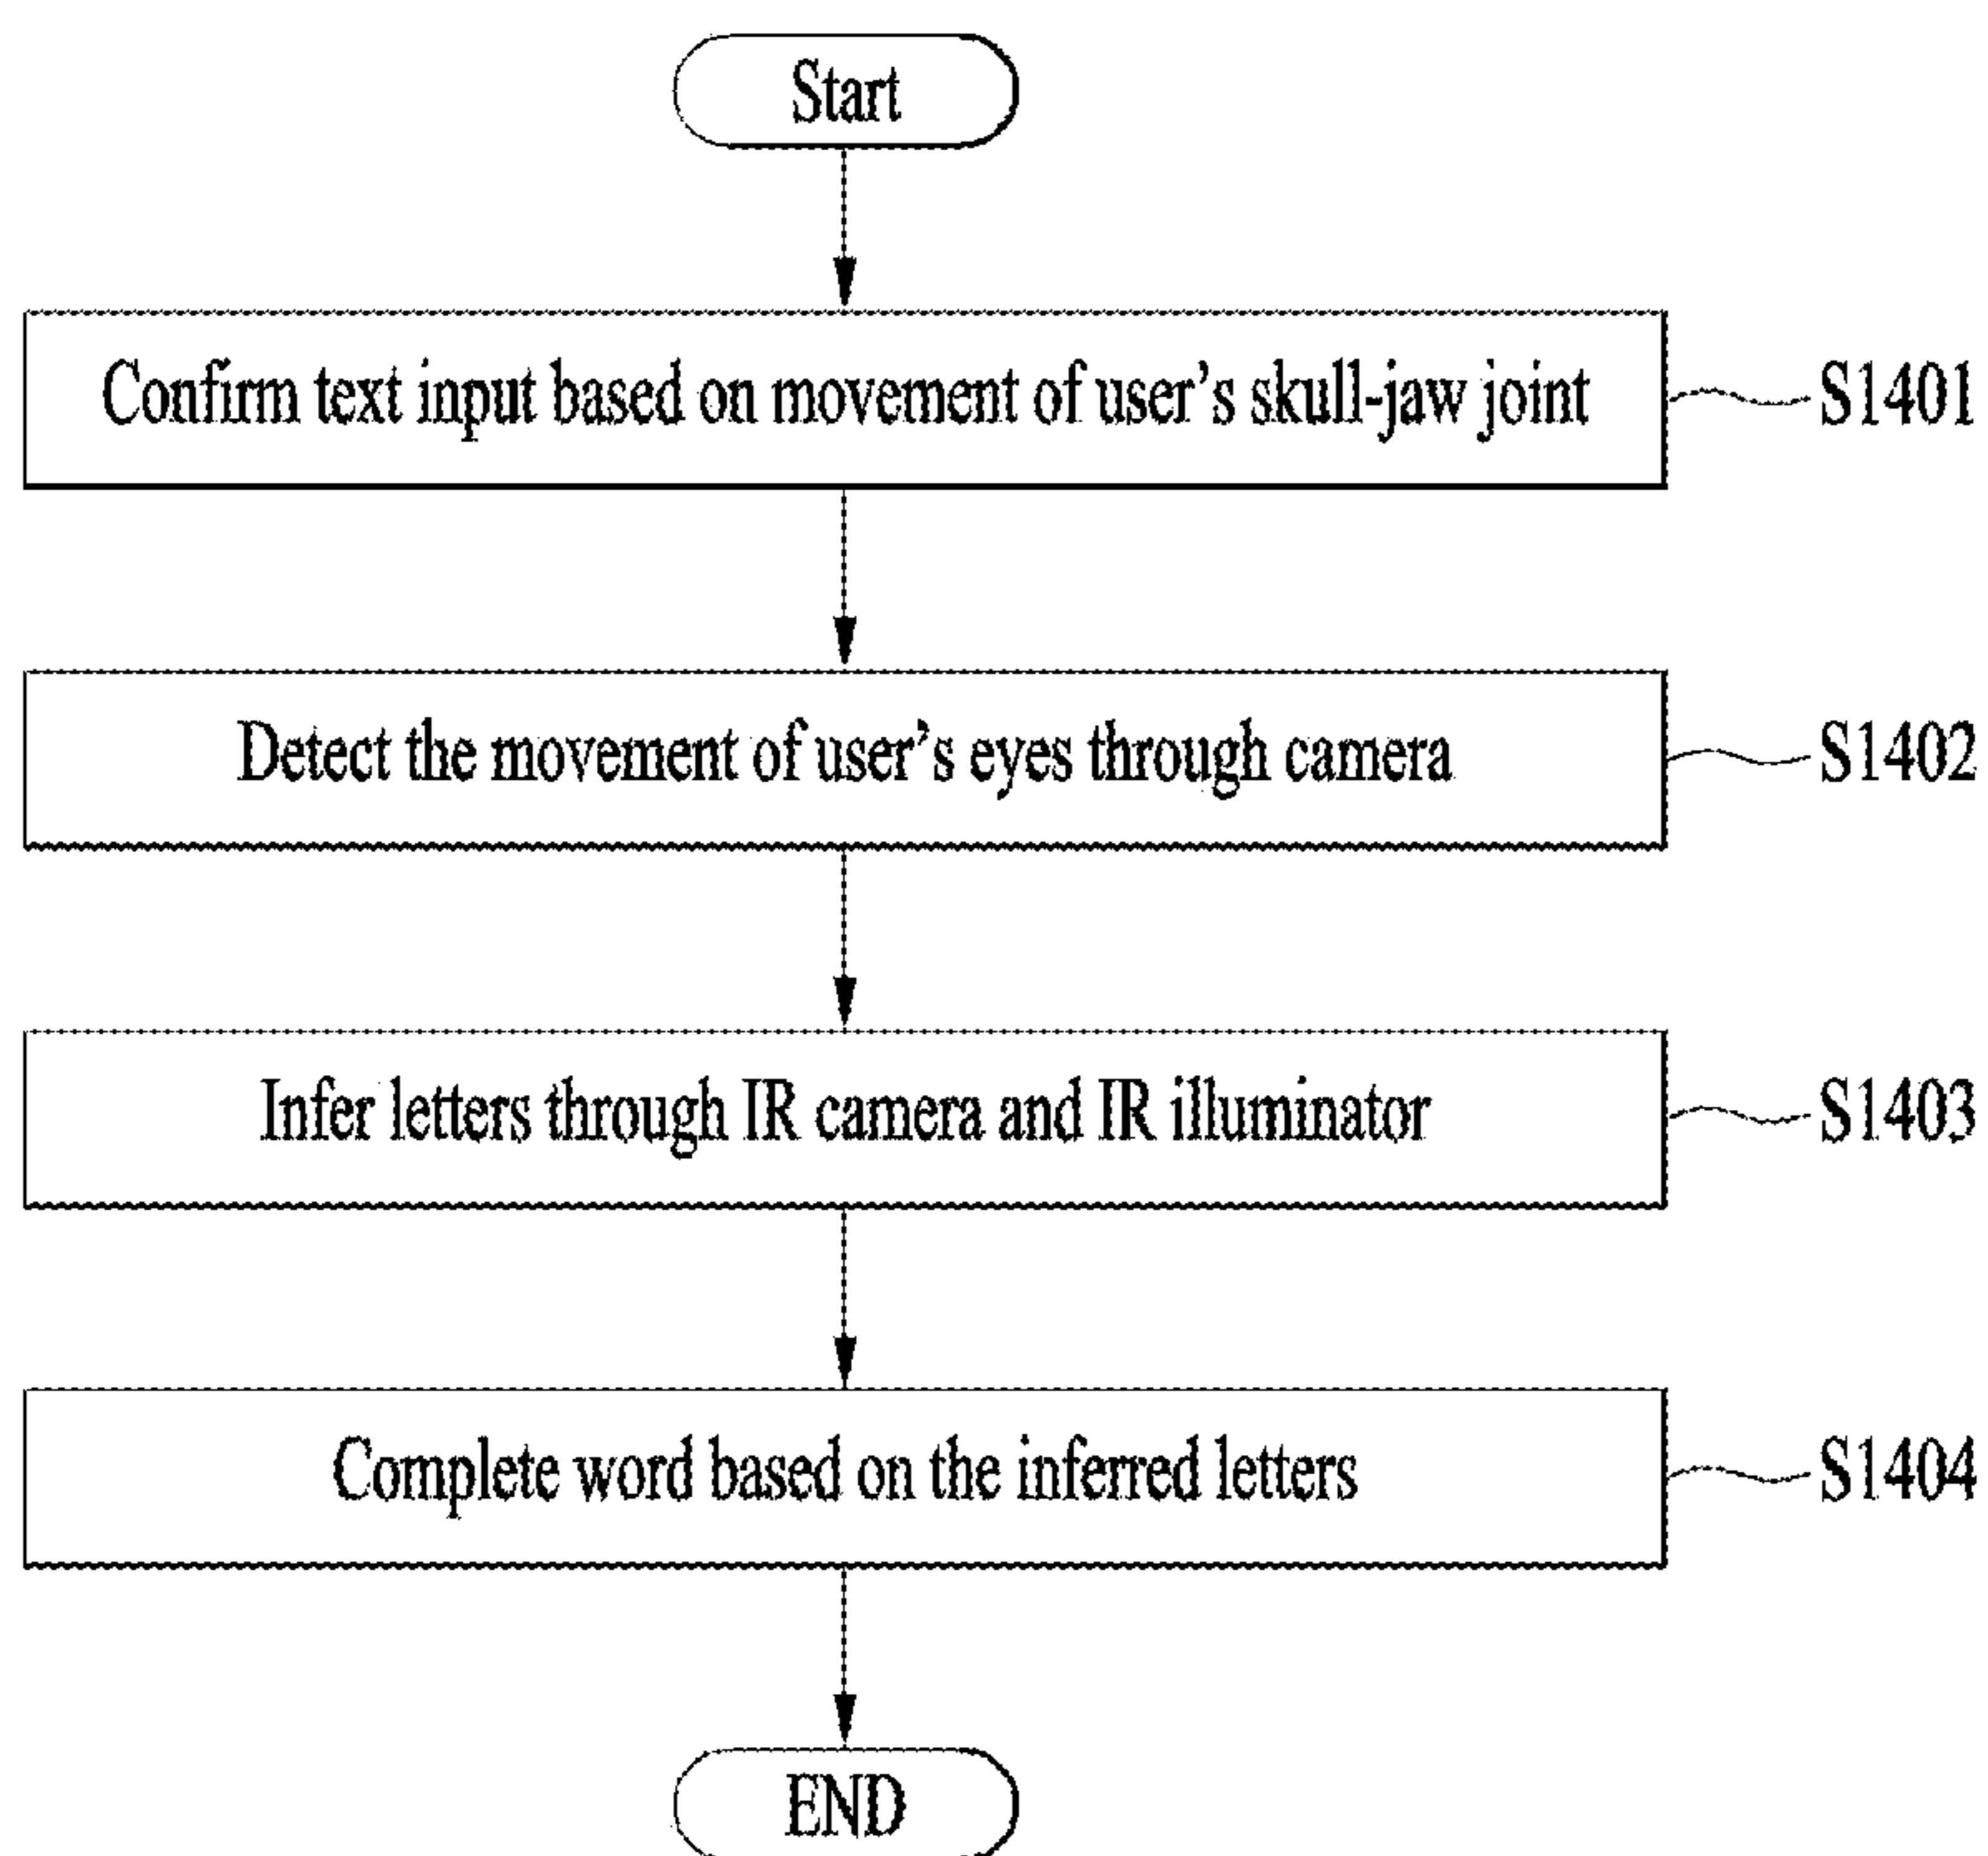 Start
Confirm text input based on movement of user's skull-jaw joint
S1401
Detect the movement of user's eyes through camera
S1402
Infer letters through IR camera and IR illuminator
S1403
Complete word based on the inferred letters
S1404
END